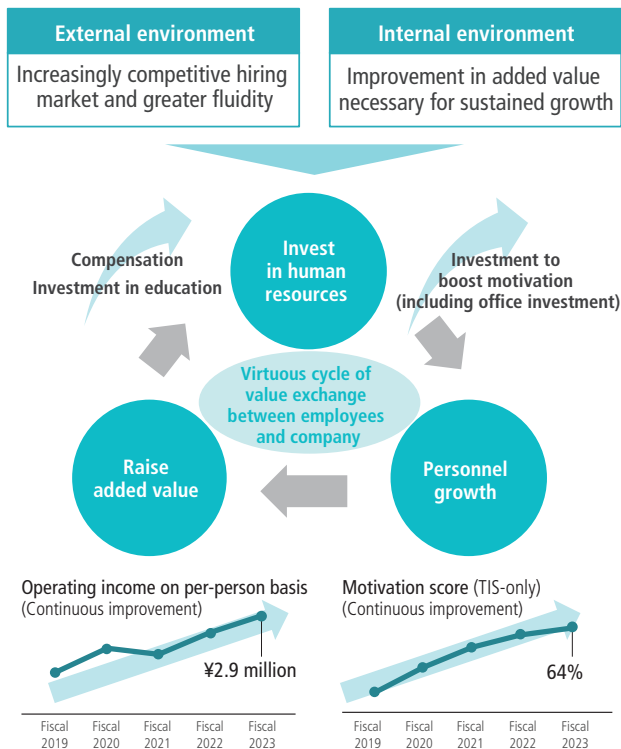 External environment
Increasingly competitive hiring
market and greater fluidity
Internal environment
Improvement in added value
necessary for sustained growth
Invest
in human
resources
Compensation
Investment in education
Investment to
boost motivation
(including office investment)
Virtuous cycle of
value exchange
between employees
and company
Raise
added value
Personnel
growth
Operating income on per-person basis
(Continuous improvement)
¥2.9 million
Fiscal
2019
Fiscal
2020
Fiscal
2021
Fiscal
2022
Fiscal
2023
Motivation score (TIS-only)
(Continuous improvement)
64%
Fiscal
2019
Fiscal
2020
Fiscal
2021
Fiscal
2022
Fiscal
2023